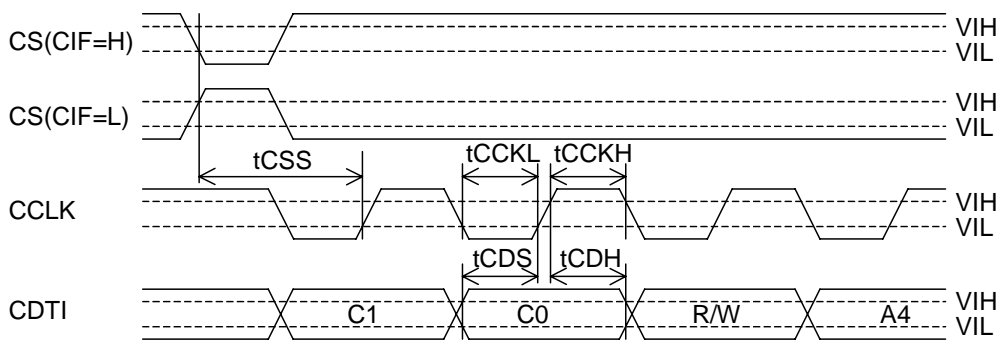 CS(CIF=H)
VIH
VIL
CS(CIF=L)
VIH
VIL
tCSS
tCCKL
tCCKH
CCLK
VIH
VIL
tCDS
tCDH
CDTI
C1
C0
R/W
A4
VIH
VIL